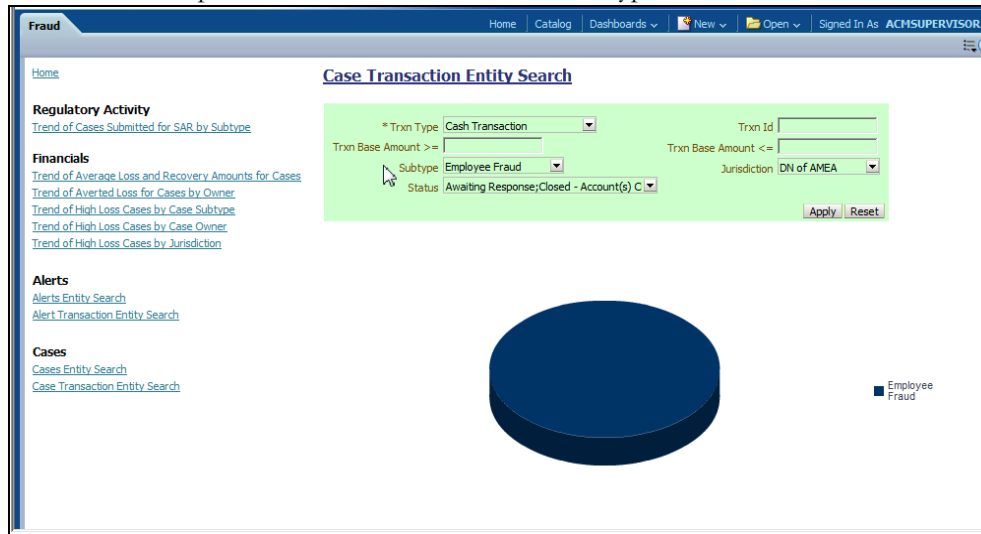 Fraud
Home Catalog Dashboards New Open Signed In As ACMSUPERVISOR
Home
Regulatory Activity
Trend of Cases Submitted for SAR by Subtype
Financials
Trend of Average Loss and Recovery Amounts for Cases
Trend of Averted Loss for Cases by Owner
Trend of High Loss Cases by Case Subtype
Trend of High Loss Cases by Case Owner
Trend of High Loss Cases by Jurisdiction
Alerts
Alerts Entity Search
Alert Transaction Entity Search
Cases
Cases Entity Search
Case Transaction Entity Search
Case Transaction Entity Search
* Trxn Type Cash Transaction Trxn Id
Trxn Base Amount >= Trxn Base Amount <=
Subtype Employee Fraud Jurisdiction DN of AMEA
Status Awaiting Response;Closed - Account(s) C
Apply Reset
Employee
Fraud